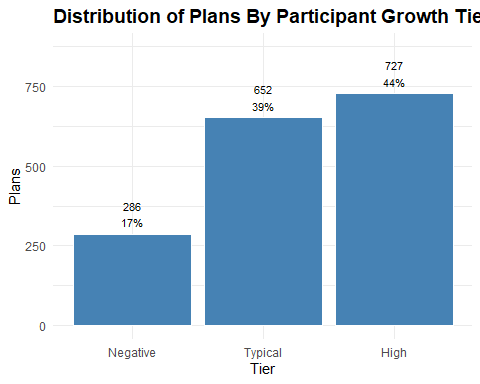 Distribution of Plans By Participant Growth Tie
727
44%
652
39%
286
17%
750
500
250
0
Plans
Negative Typical High
Tier